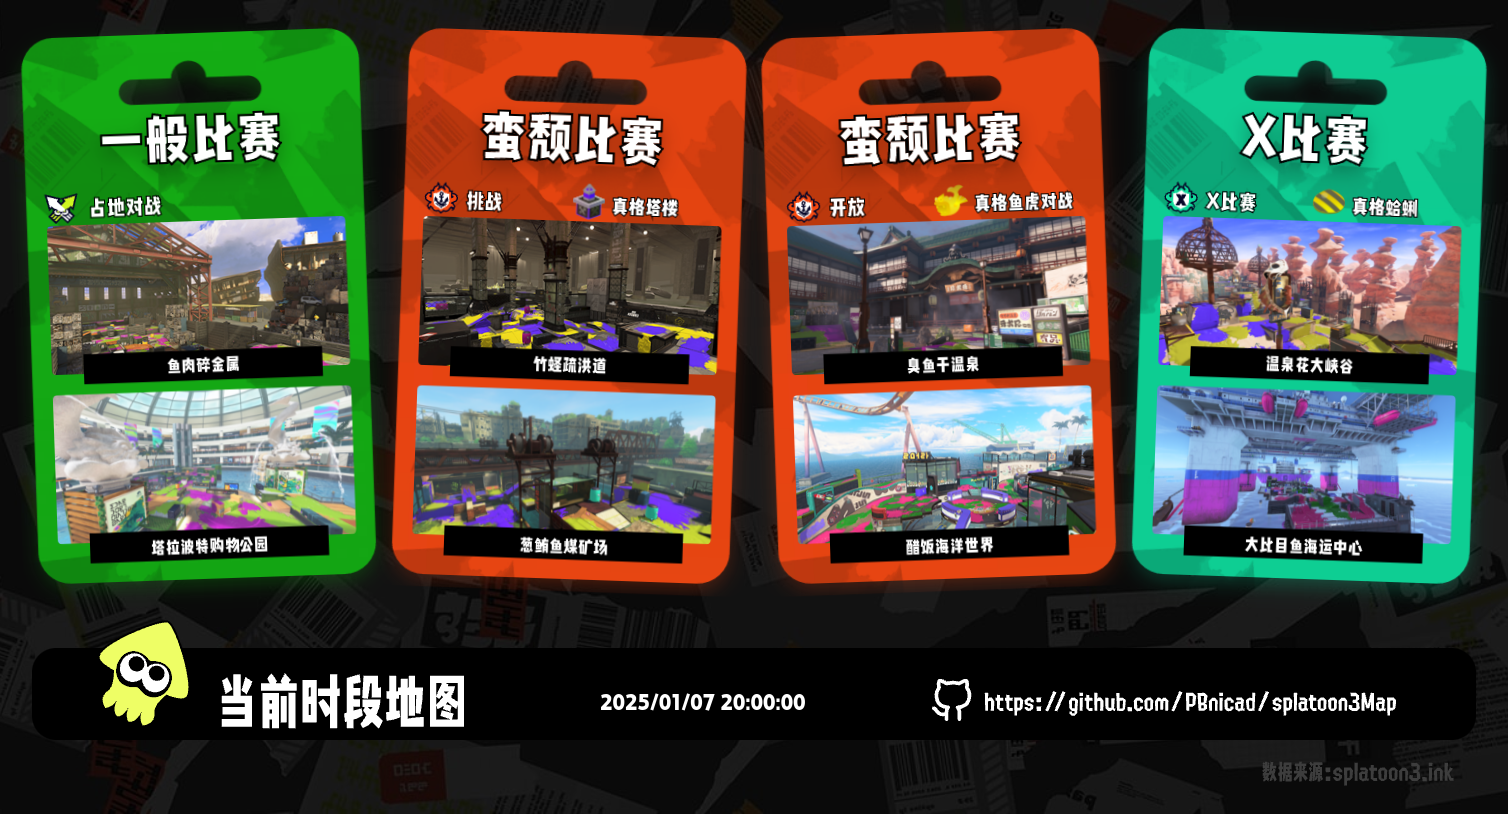 一般比赛
占地对战
鱼肉碎金属
塔拉波特购物公园
蛮颓比赛
挑战
真格塔楼
竹蛏疏洪道
葱鲔鱼煤矿场
蛮颓比赛
开放
真格鱼虎对战
臭鱼干温泉
醋饭海洋世界
X比赛
X比赛
真格蛤蜊
温泉花大峡谷
大比目鱼海运中心
当前时段地图
2025/01/07 20:00:00
https://github.com/PBnicad/splatoon3Map
数据来源:splatoon3.ink